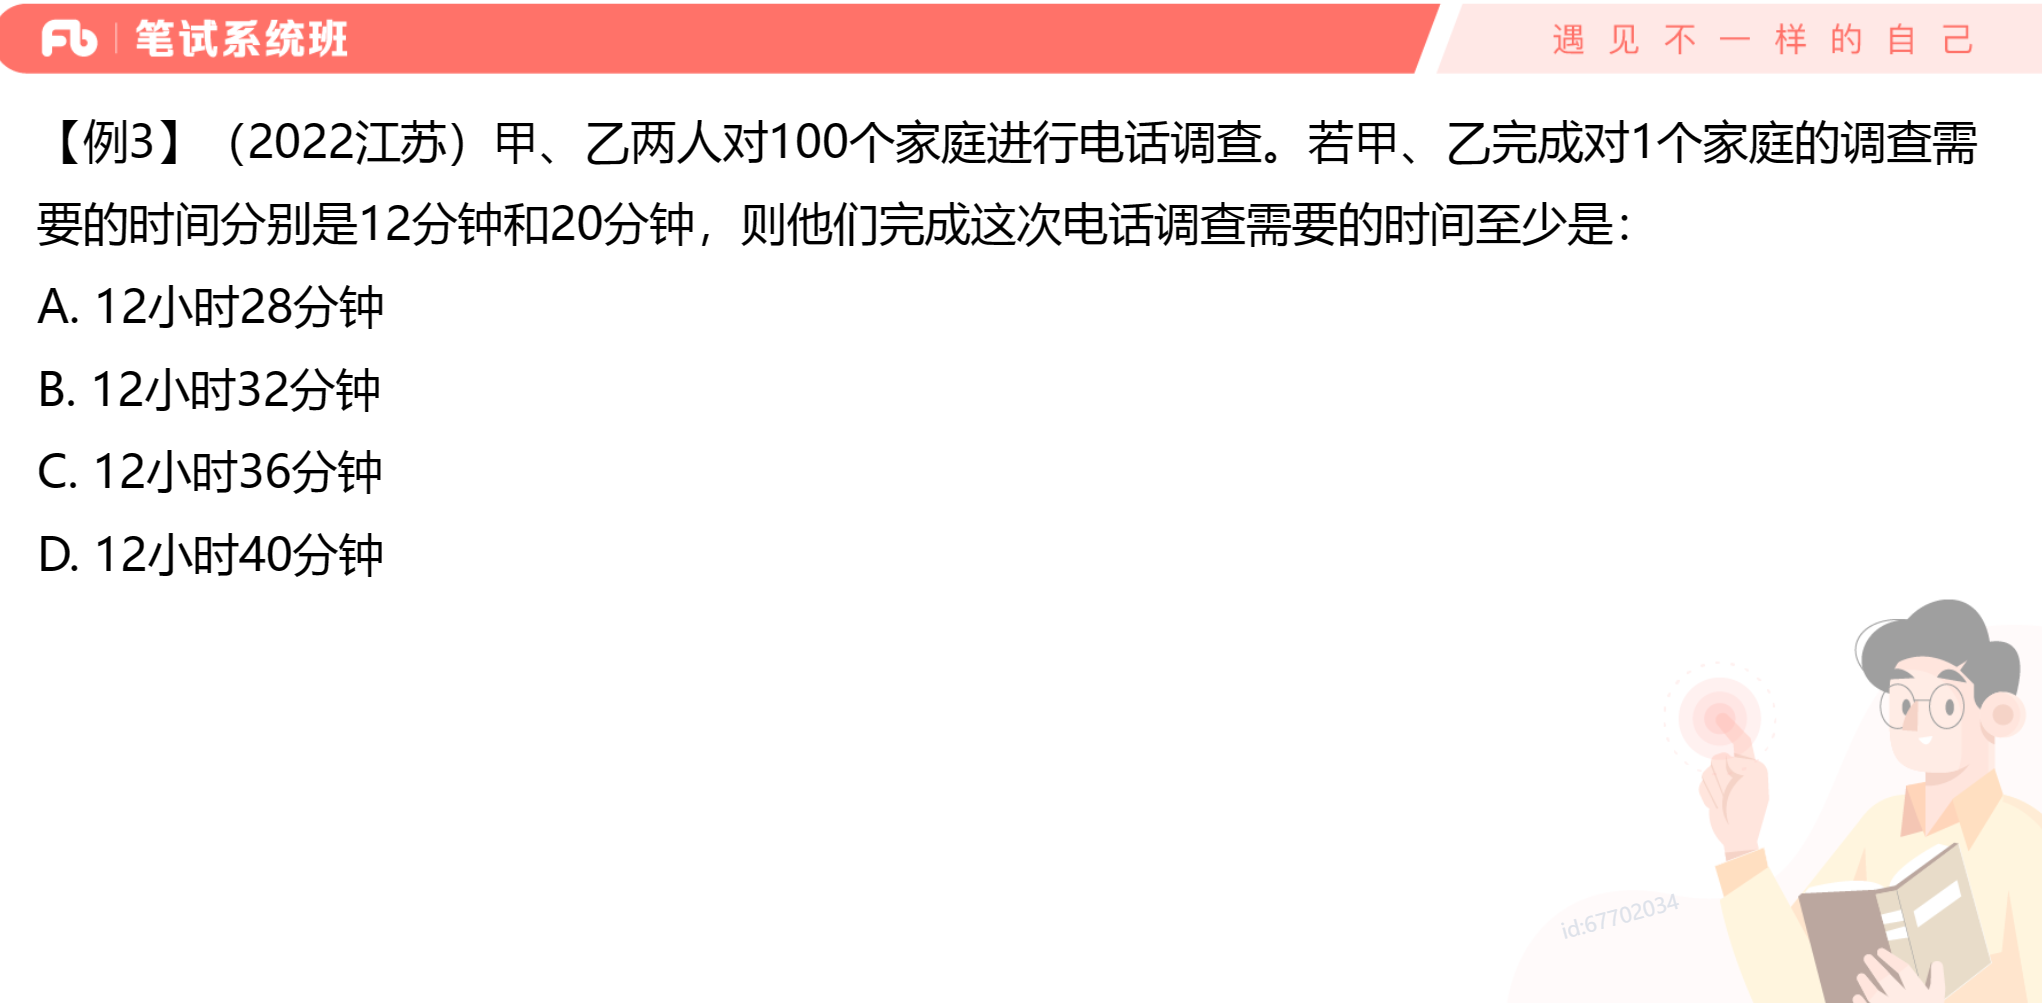 Fb 笔试系统班
遇见不一样的自己
【例3】（2022江苏）甲、乙两人对100个家庭进行电话调查。若甲、乙完成对1个家庭的调查需
要的时间分别是12分钟和20分钟，则他们完成这次电话调查需要的时间至少是：
A. 12小时28分钟
B. 12小时32分钟
C. 12小时36分钟
D. 12小时40分钟
id:67702034